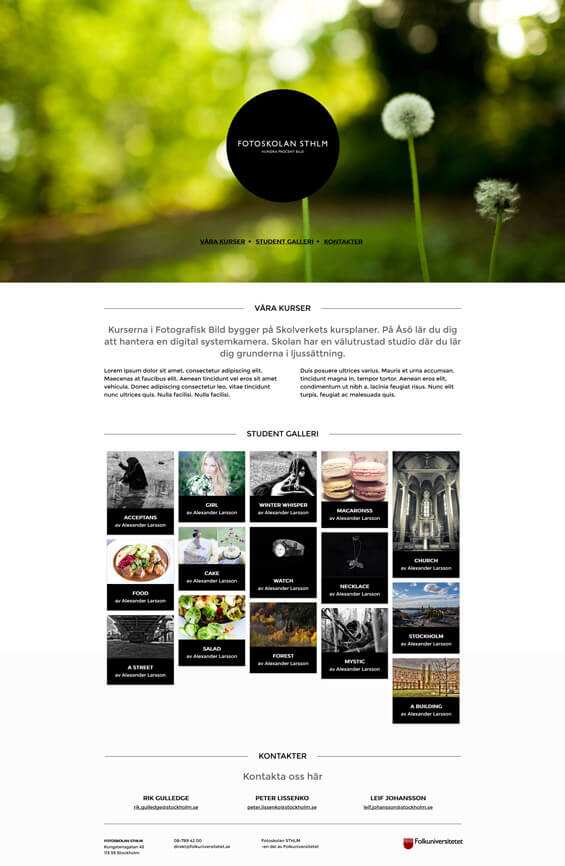 FOTOSKOLAN STHLM
HUNDRA PROCENT BILD
VÅRA KURSER • STUDENT GALLERI • KONTAKTER
VÅRA KURSER
Kurserna i Fotografisk Bild bygger på Skolverkets kursplaner. På Åsö lär du dig
att hantera en digital systemkamera. Skolan har en välutrustad studio där du lär
dig grunderna i ljussättning.
Lorem ipsum dolor sit amet, consectetur adipiscing elit.
Maecenas at faucibus elit. Aenean tincidunt vel eros sit amet
vehicula. Donec adipiscing consectetur leo, vitae tincidunt
nunc ultrices quis. Nulla facilisi. Nulla facilisi.
Duis posuere ultrices varius. Mauris et urna accumsan,
tincidunt magna in, tempor tortor. Aenean eros elit,
condimentum ut nibh a, lacinia feugiat risus. Nunc elit
turpis, feugiat ac malesuada quis.
STUDENT GALLERI
ACCEPTANS
av Alexander Larsson
FOOD
av Alexander Larsson
A STREET
av Alexander Larsson
GIRL
av Alexander Larsson
CAKE
av Alexander Larsson
SALAD
av Alexander Larsson
WINTER WHISPER
av Alexander Larsson
WATCH
av Alexander Larsson
FOREST
av Alexander Larsson
MACARONSS
av Alexander Larsson
NECKLACE
av Alexander Larsson
MYSTIC
av Alexander Larsson
CHURCH
av Alexander Larsson
STOCKHOLM
av Alexander Larsson
A BUILDING
av Alexander Larsson
KONTAKTER
Kontakta oss här
RIK GULLEDGE
rik.gulledge@stockholm.se
PETER LISSENKO
peter.lissenko@stockholm.se
LEIF JOHANSSON
leif.johansson@stockholm.se
FOTOSKOLAN STHLM
Kungstensgatan 45
113 59 Stockholm
08-789 42 00
direkt@folkuniversitetet.se
Fotoskolan STHLM
-en del av Folkuniversitetet
Folkuniversitetet